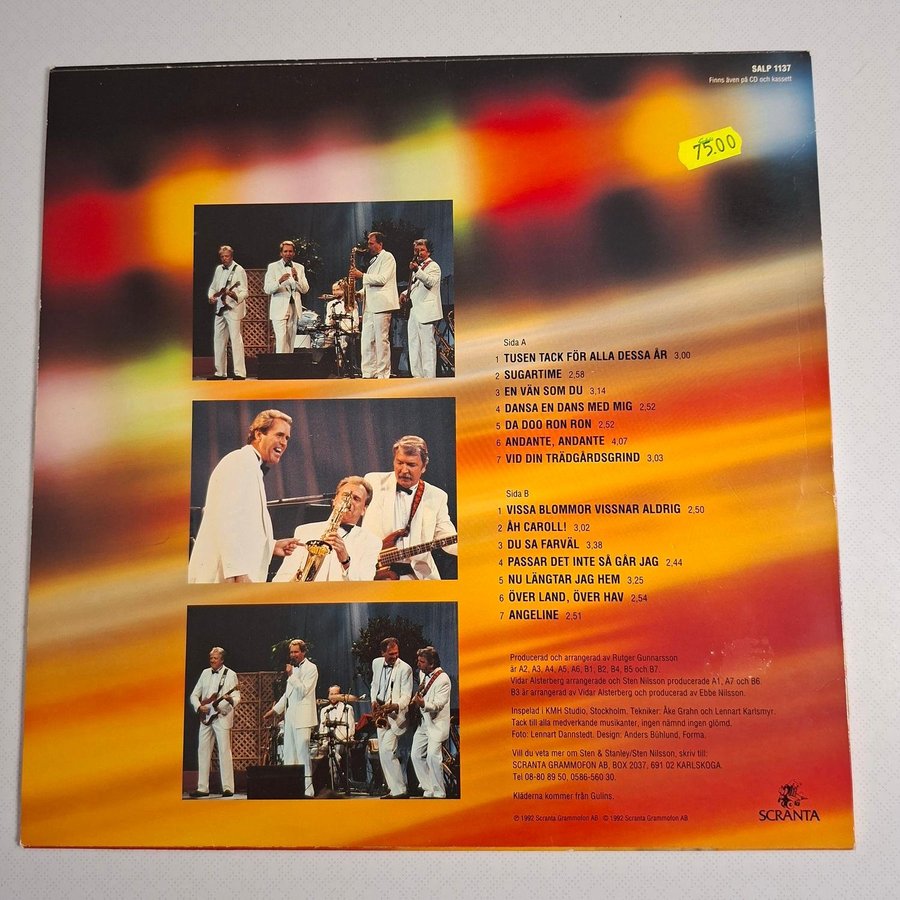 SALP 1137
Finns även på CD och kassett
75.00
Sida A
1 TUSEN TACK FÖR ALLA DESSA ÅR 3,00
2 SUGARTIME 2,58
3 EN VÄN SOM DU 3,14
4 DANSA EN DANS MED MIG 2,52
5 DA DOO RON RON 2,52
6 ANDANTE, ANDANTE 4,07
7 VID DIN TRÄDGÅRDSGRIND 3,03
Sida B
1 VISSA BLOMMOR VISSNAR ALDRIG 2,50
2 ÅH CAROLL! 3,02
3 DU SA FARVÄL 3,38
4 PASSAR DET INTE SÅ GÅR JAG 2,44
5 NU LÄNGTAR JAG HEM 3,25
6 ÖVER LAND, ÖVER HAV 2,54
7 ANGELINE 2,51
Producerad och arrangerad av Rutger Gunnarsson
är A2, A3, A4, A5, A6, B1, B2, B4, B5 och B7.
Vidar Alsterberg arrangerade och Sten Nilsson producerade A1, A7 och B6.
B3 är arrangerad av Vidar Alsterberg och producerad av Ebbe Nilsson.
Inspelad i KMH Studio, Stockholm. Tekniker: Åke Grahn och Lennart Karlsmyr.
Tack till alla medverkande musikanter, ingen nämnd ingen glömd.
Foto: Lennart Dannstedt. Design: Anders Bühlund, Forma.
Vill du veta mer om Sten & Stanley/Sten Nilsson, skriv till:
SCRANTA GRAMMOFON AB, BOX 2037, 691 02 KARLSKOGA.
Tel 08-80 89 50, 0586-560 30.
Kläderna kommer från Gulins.
℗ 1992 Scranta Grammofon AB © 1992 Scranta Grammofon AB
SCRANTA